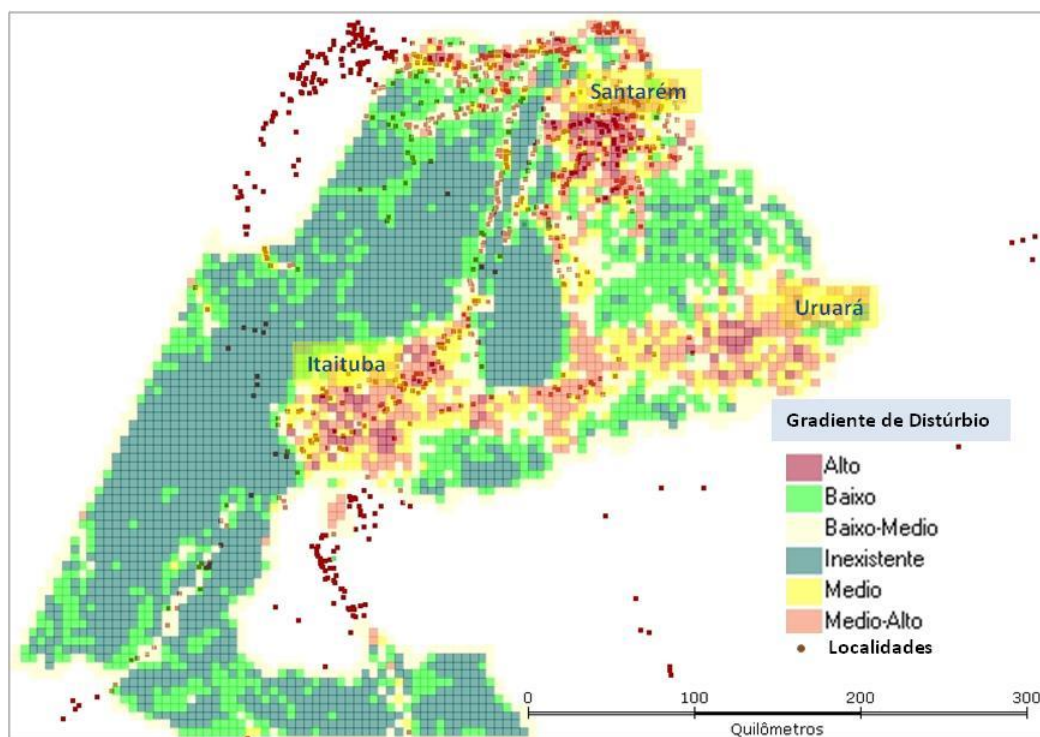 Santarém
Uruará
Itaituba
Gradiente de Distúrbio
Alto
Baixo
Baixo-Medio
Inexistente
Medio
Medio-Alto
Localidades
0 100 200 300
Quilômetros